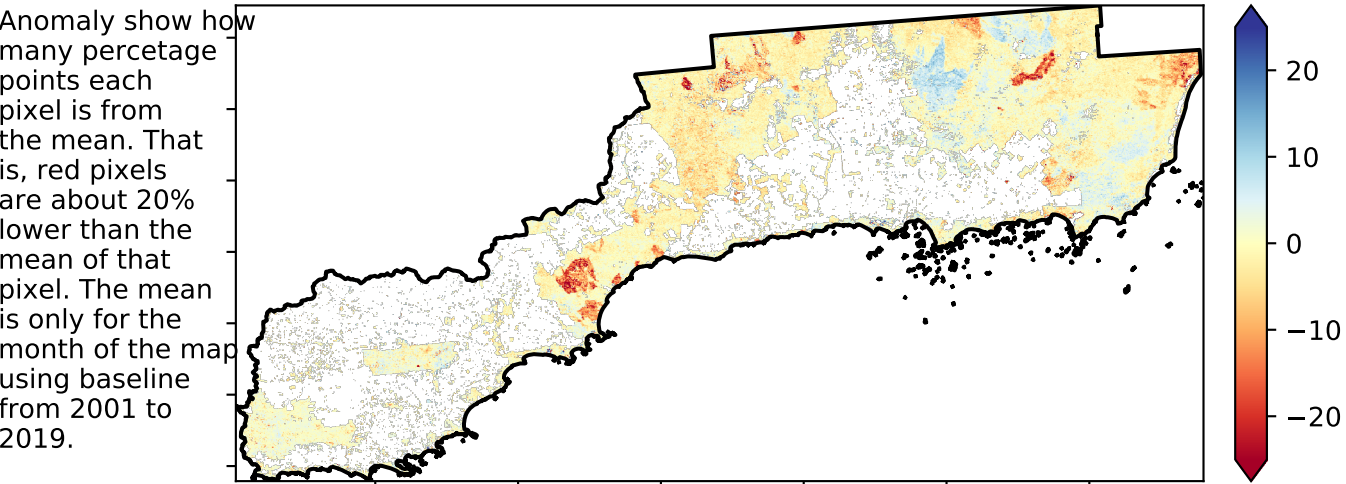 Anomaly show how
many percetage
points each
pixel is from
the mean. That
is, red pixels
are about 20%
lower than the
mean of that
pixel. The mean
is only for the
month of the map
using baseline
from 2001 to
2019.
20
10
0
−10
−20